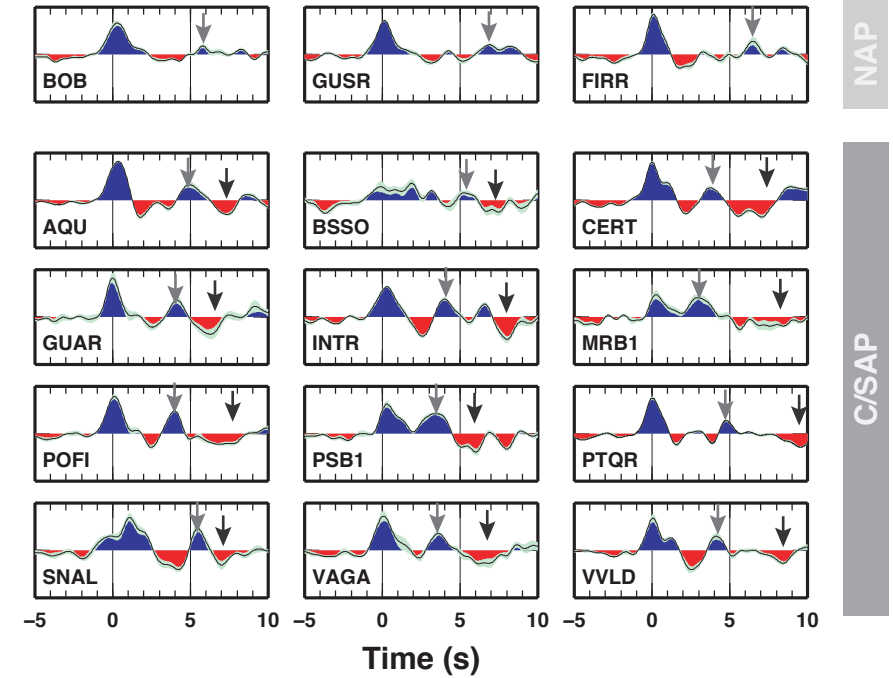 BOB GUSR FIRR
NAP
AQU BSSO CERT
GUAR INTR MRB1
C/SAP
POFI PSB1 PTQR
SNAL VAGA VVLD
–5 0 5 10 –5 0 5 10 –5 0 5 10
Time (s)